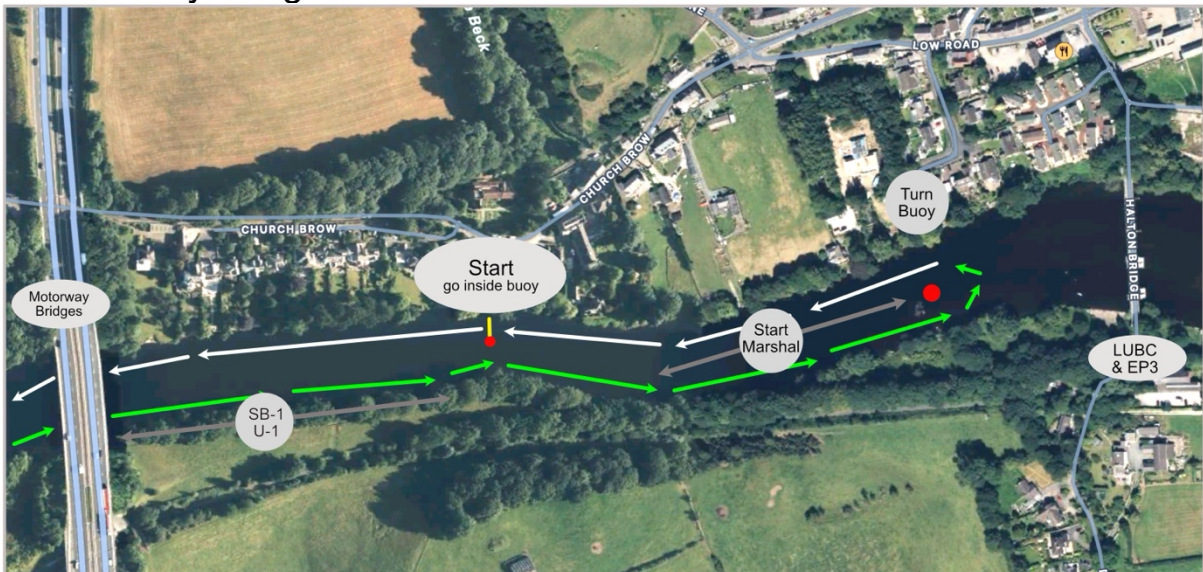 Beck
LOW ROAD
CHURCH BROW
Turn
Buoy
CHURCH BROW
HALTON BRIDGE
Start
go inside buoy
Motorway
Bridges
Start
Marshal
LUBC
& EP3
SB-1
U-1